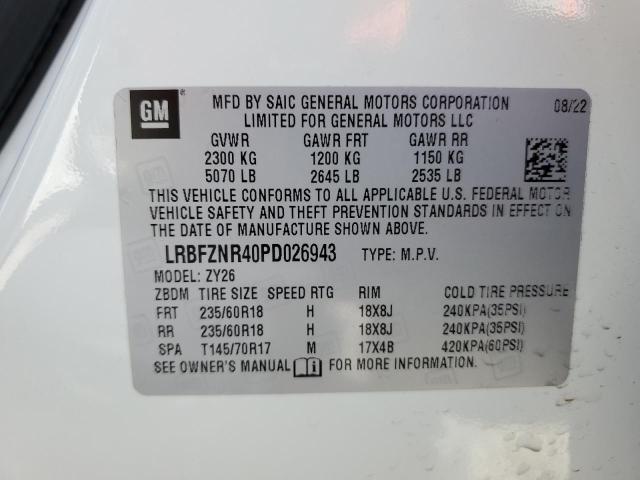 GM
MFD BY SAIC GENERAL MOTORS CORPORATION 08/22
LIMITED FOR GENERAL MOTORS LLC
GVWR GAWR FRT GAWR RR
2300 KG 1200 KG 1150 KG
5070 LB 2645 LB 2535 LB
THIS VEHICLE CONFORMS TO ALL APPLICABLE U.S. FEDERAL MOTOR
VEHICLE SAFETY AND THEFT PREVENTION STANDARDS IN EFFECT ON
THE DATE OF MANUFACTURE SHOWN ABOVE.
LRBFZNR40PD026943 TYPE: M.P.V.
MODEL: ZY26
ZBDM TIRE SIZE SPEED RTG RIM COLD TIRE PRESSURE
FRT 235/60R18 H 18X8J 240KPA(35PSI)
RR 235/60R18 H 18X8J 240KPA(35PSI)
SPA T145/70R17 M 17X4B 420KPA(60PSI)
SEE OWNER'S MANUAL i FOR MORE INFORMATION.